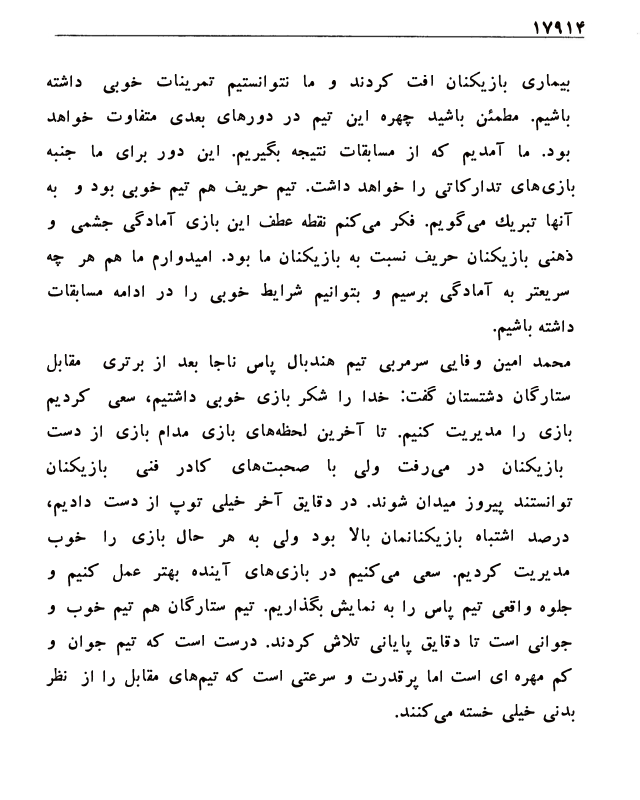 ۱۷۹۱۴
بیماری بازیکنان افت کردند و ما نتوانستیم تمرینات خوبی داشته
باشیم. مطمئن باشید چهره این تیم در دورهای بعدی متفاوت خواهد
بود. ما آمدیم که از مسابقات نتیجه بگیریم. این دور برای ما جنبه
بازی‌های تدارکاتی را خواهد داشت. تیم حریف هم تیم خوبی بود و به
آنها تبریك می‌گویم. فکر می‌کنم نقطه عطف این بازی آمادگی جشمی و
ذهنی بازیکنان حریف نسبت به بازیکنان ما بود. امیدوارم ما هم هر چه
سریعتر به آمادگی برسیم و بتوانیم شرایط خوبی را در ادامه مسابقات
داشته باشیم.
محمد امین وفایی سرمربی تیم هندبال پاس ناجا بعد از برتری مقابل
ستارگان دشتستان گفت: خدا را شکر بازی خوبی داشتیم، سعی کردیم
بازی را مدیریت کنیم. تا آخرین لحظه‌های بازی مدام بازی از دست
بازیکنان در می‌رفت ولی با صحبت‌های کادر فنی بازیکنان
توانستند پیروز میدان شوند. در دقایق آخر خیلی توپ از دست دادیم،
درصد اشتباه بازیکنانمان بالا بود ولی به هر حال بازی را خوب
مدیریت کردیم. سعی می‌کنیم در بازی‌های آینده بهتر عمل کنیم و
جلوه واقعی تیم پاس را به نمایش بگذاریم. تیم ستارگان هم تیم خوب و
جوانی است تا دقایق پایانی تلاش کردند. درست است که تیم جوان و
کم مهره ای است اما پرقدرت و سرعتی است که تیم‌های مقابل را از نظر
بدنی خیلی خسته می‌کنند.